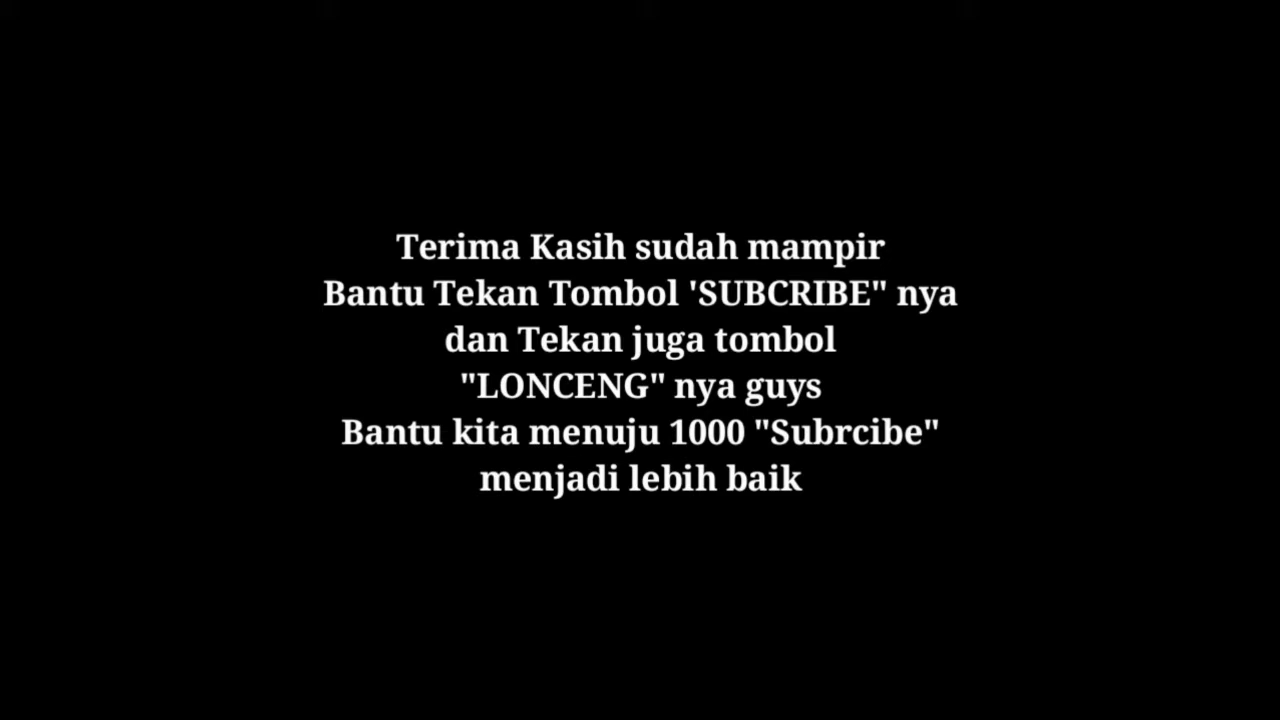 Terima Kasih sudah mampir
Bantu Tekan Tombol 'SUBCRIBE" nya
dan Tekan juga tombol
"LONCENG" nya guys
Bantu kita menuju 1000 "Subrcibe"
menjadi lebih baik